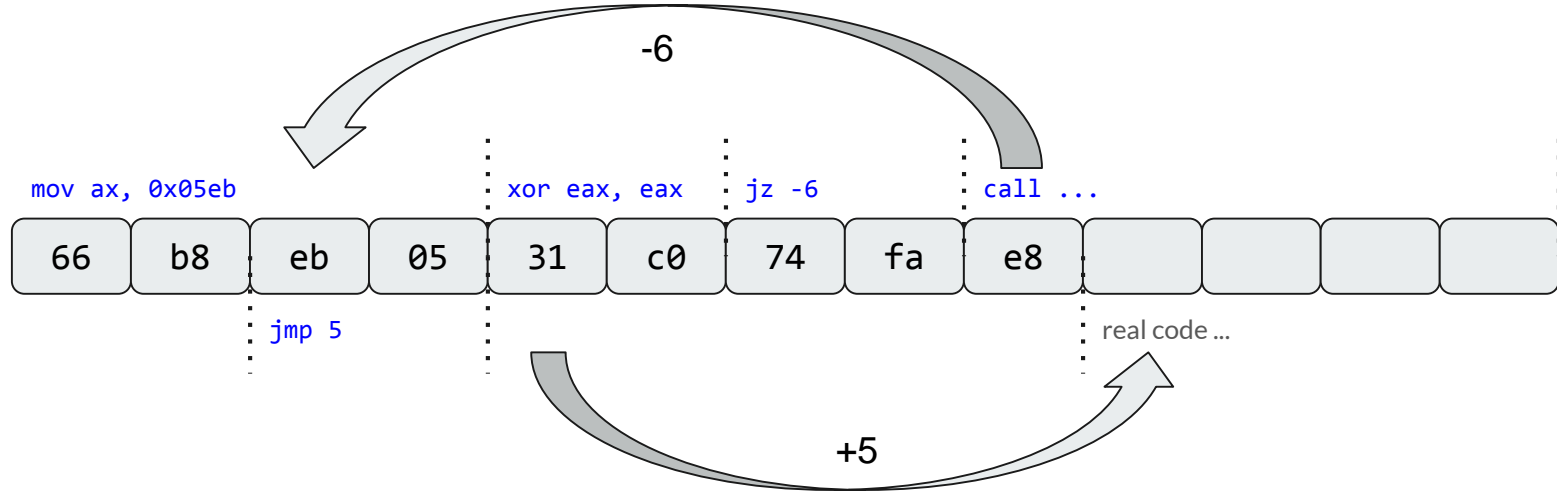 -6
mov ax, 0x05eb xor eax, eax jz -6 call ...
66 b8 eb 05 31 c0 74 fa e8
jmp 5 real code ...
+5